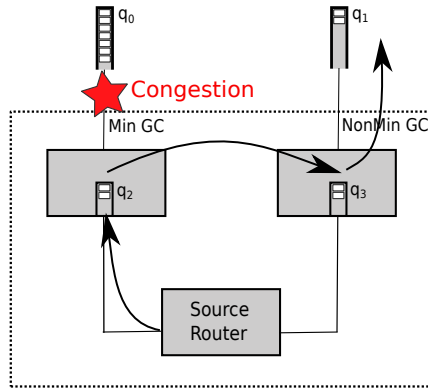 q0
q1
Congestion
Min GC
NonMin GC
q2
q3
Source
Router